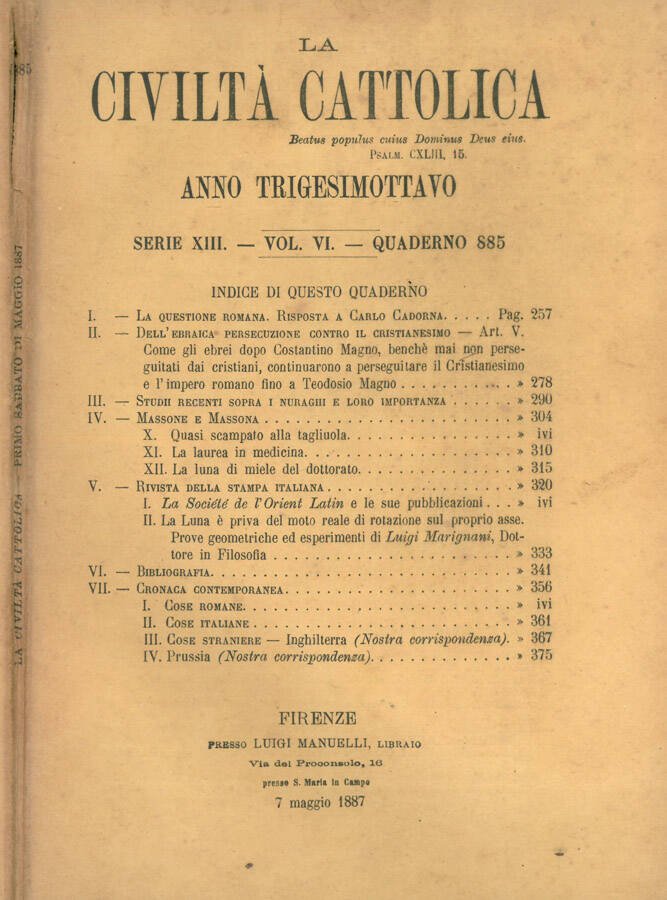 LA
CIVILTÀ CATTOLICA
Beatus populus cuius Dominus Deus eius.
PSALM. CXLIII, 15.
ANNO TRIGESIMOTTAVO
SERIE XIII. — VOL. VI. — QUADERNO 885
INDICE DI QUESTO QUADERNO
I. — LA QUESTIONE ROMANA. RISPOSTA A CARLO CADORNA. . . . . Pag. 257
II. — DELL'EBRAICA PERSECUZIONE CONTRO IL CRISTIANESIMO — Art. V.
Come gli ebrei dopo Costantino Magno, benchè mai non perse-
guitati dai cristiani, continuarono a perseguitare il Cristianesimo
e l'impero romano fino a Teodosio Magno . . . . . . . . . . . » 278
III. — STUDII RECENTI SOPRA I NURAGHI E LORO IMPORTANZA . . . . . . » 290
IV. — MASSONE E MASSONA . . . . . . . . . . . . . . . . . . . . » 304
X. Quasi scampato alla tagliuola. . . . . . . . . . . . . . » ivi
XI. La laurea in medicina. . . . . . . . . . . . . . . . . » 310
XII. La luna di miele del dottorato. . . . . . . . . . . . . » 315
V. — RIVISTA DELLA STAMPA ITALIANA . . . . . . . . . . . . . . . » 320
I. La Société de l'Orient Latin e le sue pubblicazioni . . . » ivi
II. La Luna è priva del moto reale di rotazione sul proprio asse.
Prove geometriche ed esperimenti di Luigi Marignani, Dot-
tore in Filosofia . . . . . . . . . . . . . . . . . . . . » 333
VI. — BIBLIOGRAFIA. . . . . . . . . . . . . . . . . . . . . . . » 341
VII. — CRONACA CONTEMPORANEA. . . . . . . . . . . . . . . . . . . » 356
I. COSE ROMANE. . . . . . . . . . . . . . . . . . . . . . » ivi
II. COSE ITALIANE . . . . . . . . . . . . . . . . . . . . . » 361
III. COSE STRANIERE — Inghilterra (Nostra corrispondenza). . » 367
IV. Prussia (Nostra corrispondenza). . . . . . . . . . . . . » 375
FIRENZE
PRESSO LUIGI MANUELLI, LIBRAIO
Via del Proconsolo, 16
presso S. Maria in Campo
7 maggio 1887
LA CIVILTÀ CATTOLICA — PRIMO SABBATO DI MAGGIO 1887
885